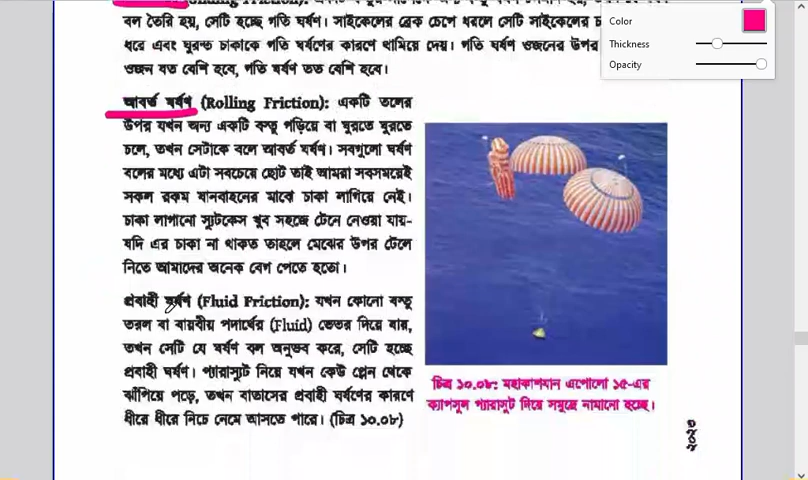 বল তৈরি হয়, সেটি হচ্ছে গতি ঘর্ষণ। সাইকেলের ব্রেক চেপে ধরলে সেটি সাইকেলের
ধরে এবং ঘুরন্ত চাকাকে গতি ঘর্ষণের কারণে থামিয়ে দেয়। গতি ঘর্ষণ ওজনের উপর
ওজন যত বেশি হবে, গতি ঘর্ষণ তত বেশি হবে।
আবর্ত ঘর্ষণ (Rolling Friction): একটি তলের
উপর যখন অন্য একটি বস্তু গড়িয়ে বা ঘুরতে ঘুরতে
চলে, তখন সেটাকে বলে আবর্ত ঘর্ষণ। সবগুলো ঘর্ষণ
বলের মধ্যে এটা সবচেয়ে ছোট তাই আমরা সবসময়েই
সকল রকম যানবাহনের মাঝে চাকা লাগিয়ে নেই।
চাকা লাগানো স্যুটকেস খুব সহজে টেনে নেওয়া যায়-
যদি এর চাকা না থাকত তাহলে মেঝের উপর টেলে
নিতে আমাদের অনেক বেগ পেতে হতো।
প্রবাহী ঘর্ষণ (Fluid Friction): যখন কোনো বস্তু
তরল বা বায়বীয় পদার্থের (Fluid) ভেতর দিয়ে যায়,
তখন সেটি যে ঘর্ষণ বল অনুভব করে, সেটি হচ্ছে
প্রবাহী ঘর্ষণ। প্যারাস্যুট নিয়ে যখন কেউ প্লেন থেকে
ঝাঁপিয়ে পড়ে, তখন বাতাসের প্রবাহী ঘর্ষণের কারণে
ধীরে ধীরে নিচে নেমে আসতে পারে। (চিত্র ১০.০৮)
চিত্র ১০.০৮: মহাকাশযান এপোলো ১৫-এর
ক্যাপসুল প্যারাসুট দিয়ে সমুদ্রে নামানো হচ্ছে।
Color
Thickness
Opacity